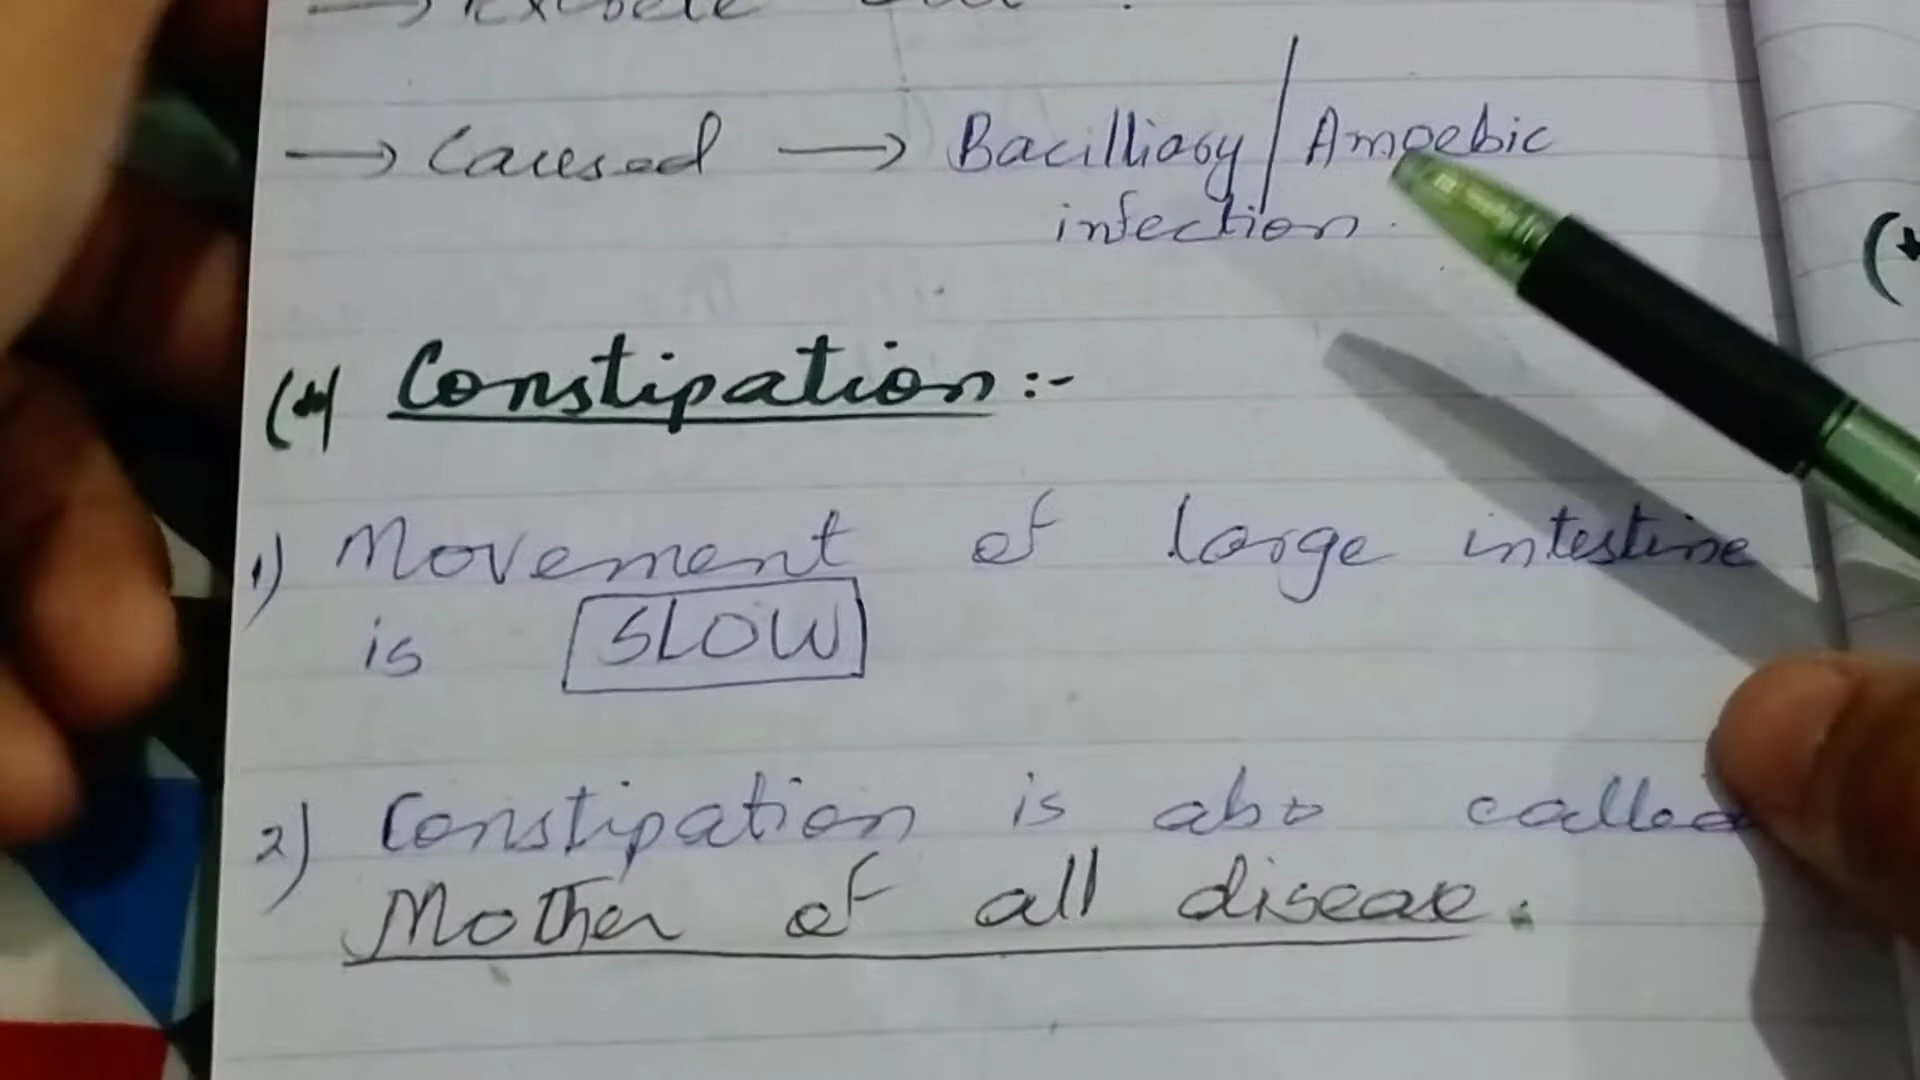 → Caused → Bacilliary / Amoebic
infection.
(*) Constipation :-
1) Movement of large intestine
is SLOW
2) Constipation is also called
Mother of all disease.